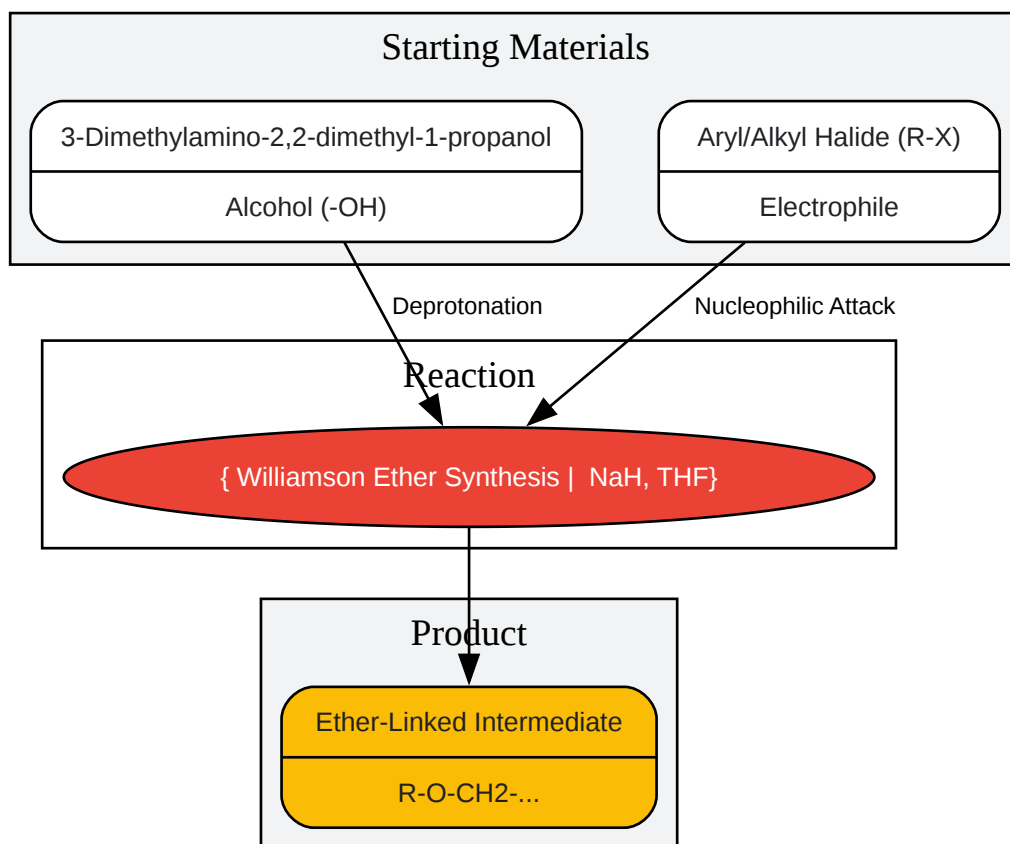 Starting Materials
3-Dimethylamino-2,2-dimethyl-1-propanol
Alcohol (-OH)
Aryl/Alkyl Halide (R-X)
Electrophile
Deprotonation
Nucleophilic Attack
Reaction
{ Williamson Ether Synthesis | NaH, THF}
Product
Ether-Linked Intermediate
R-O-CH2-...